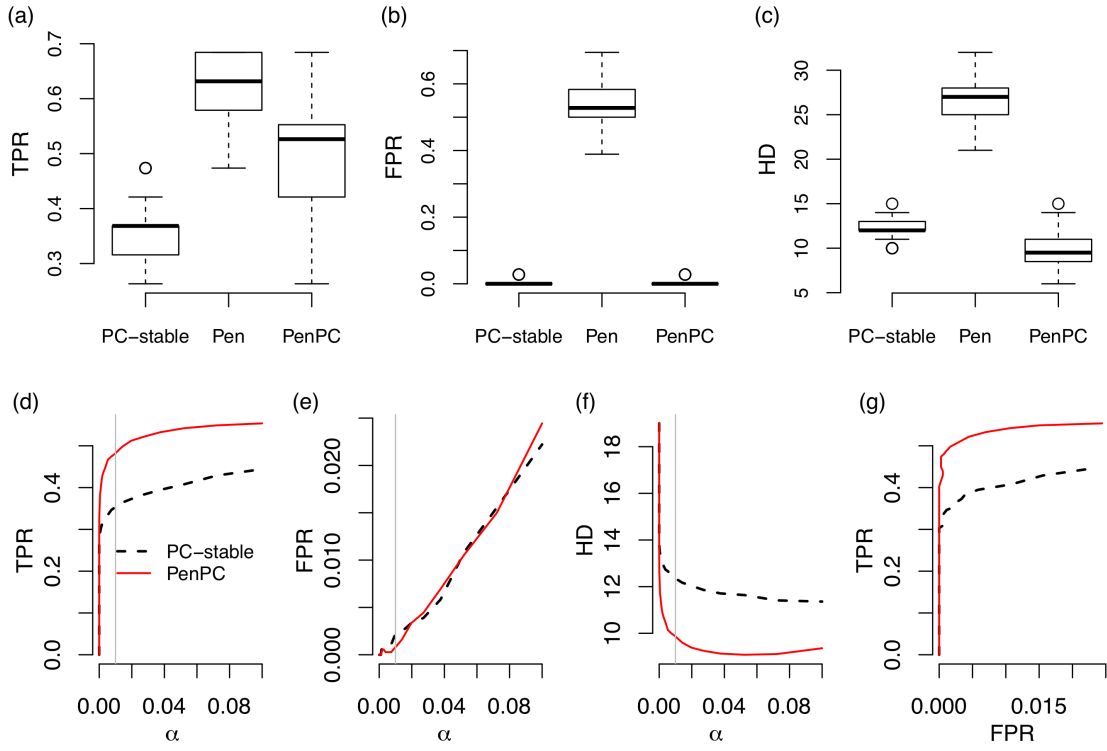 (a)
TPR
0.7
0.6
0.5
0.4
0.3
PC−stable Pen PenPC
(b)
FPR
0.6
0.4
0.2
0.0
PC−stable Pen PenPC
(c)
HD
30
25
20
15
10
5
PC−stable Pen PenPC
(d)
TPR
0.4
0.2
0.0
PC−stable
PenPC
0.00 0.04 0.08
α
(e)
FPR
0.020
0.010
0.000
0.00 0.04 0.08
α
(f)
HD
18
16
14
12
10
0.00 0.04 0.08
α
(g)
TPR
0.4
0.2
0.0
0.000 0.015
FPR